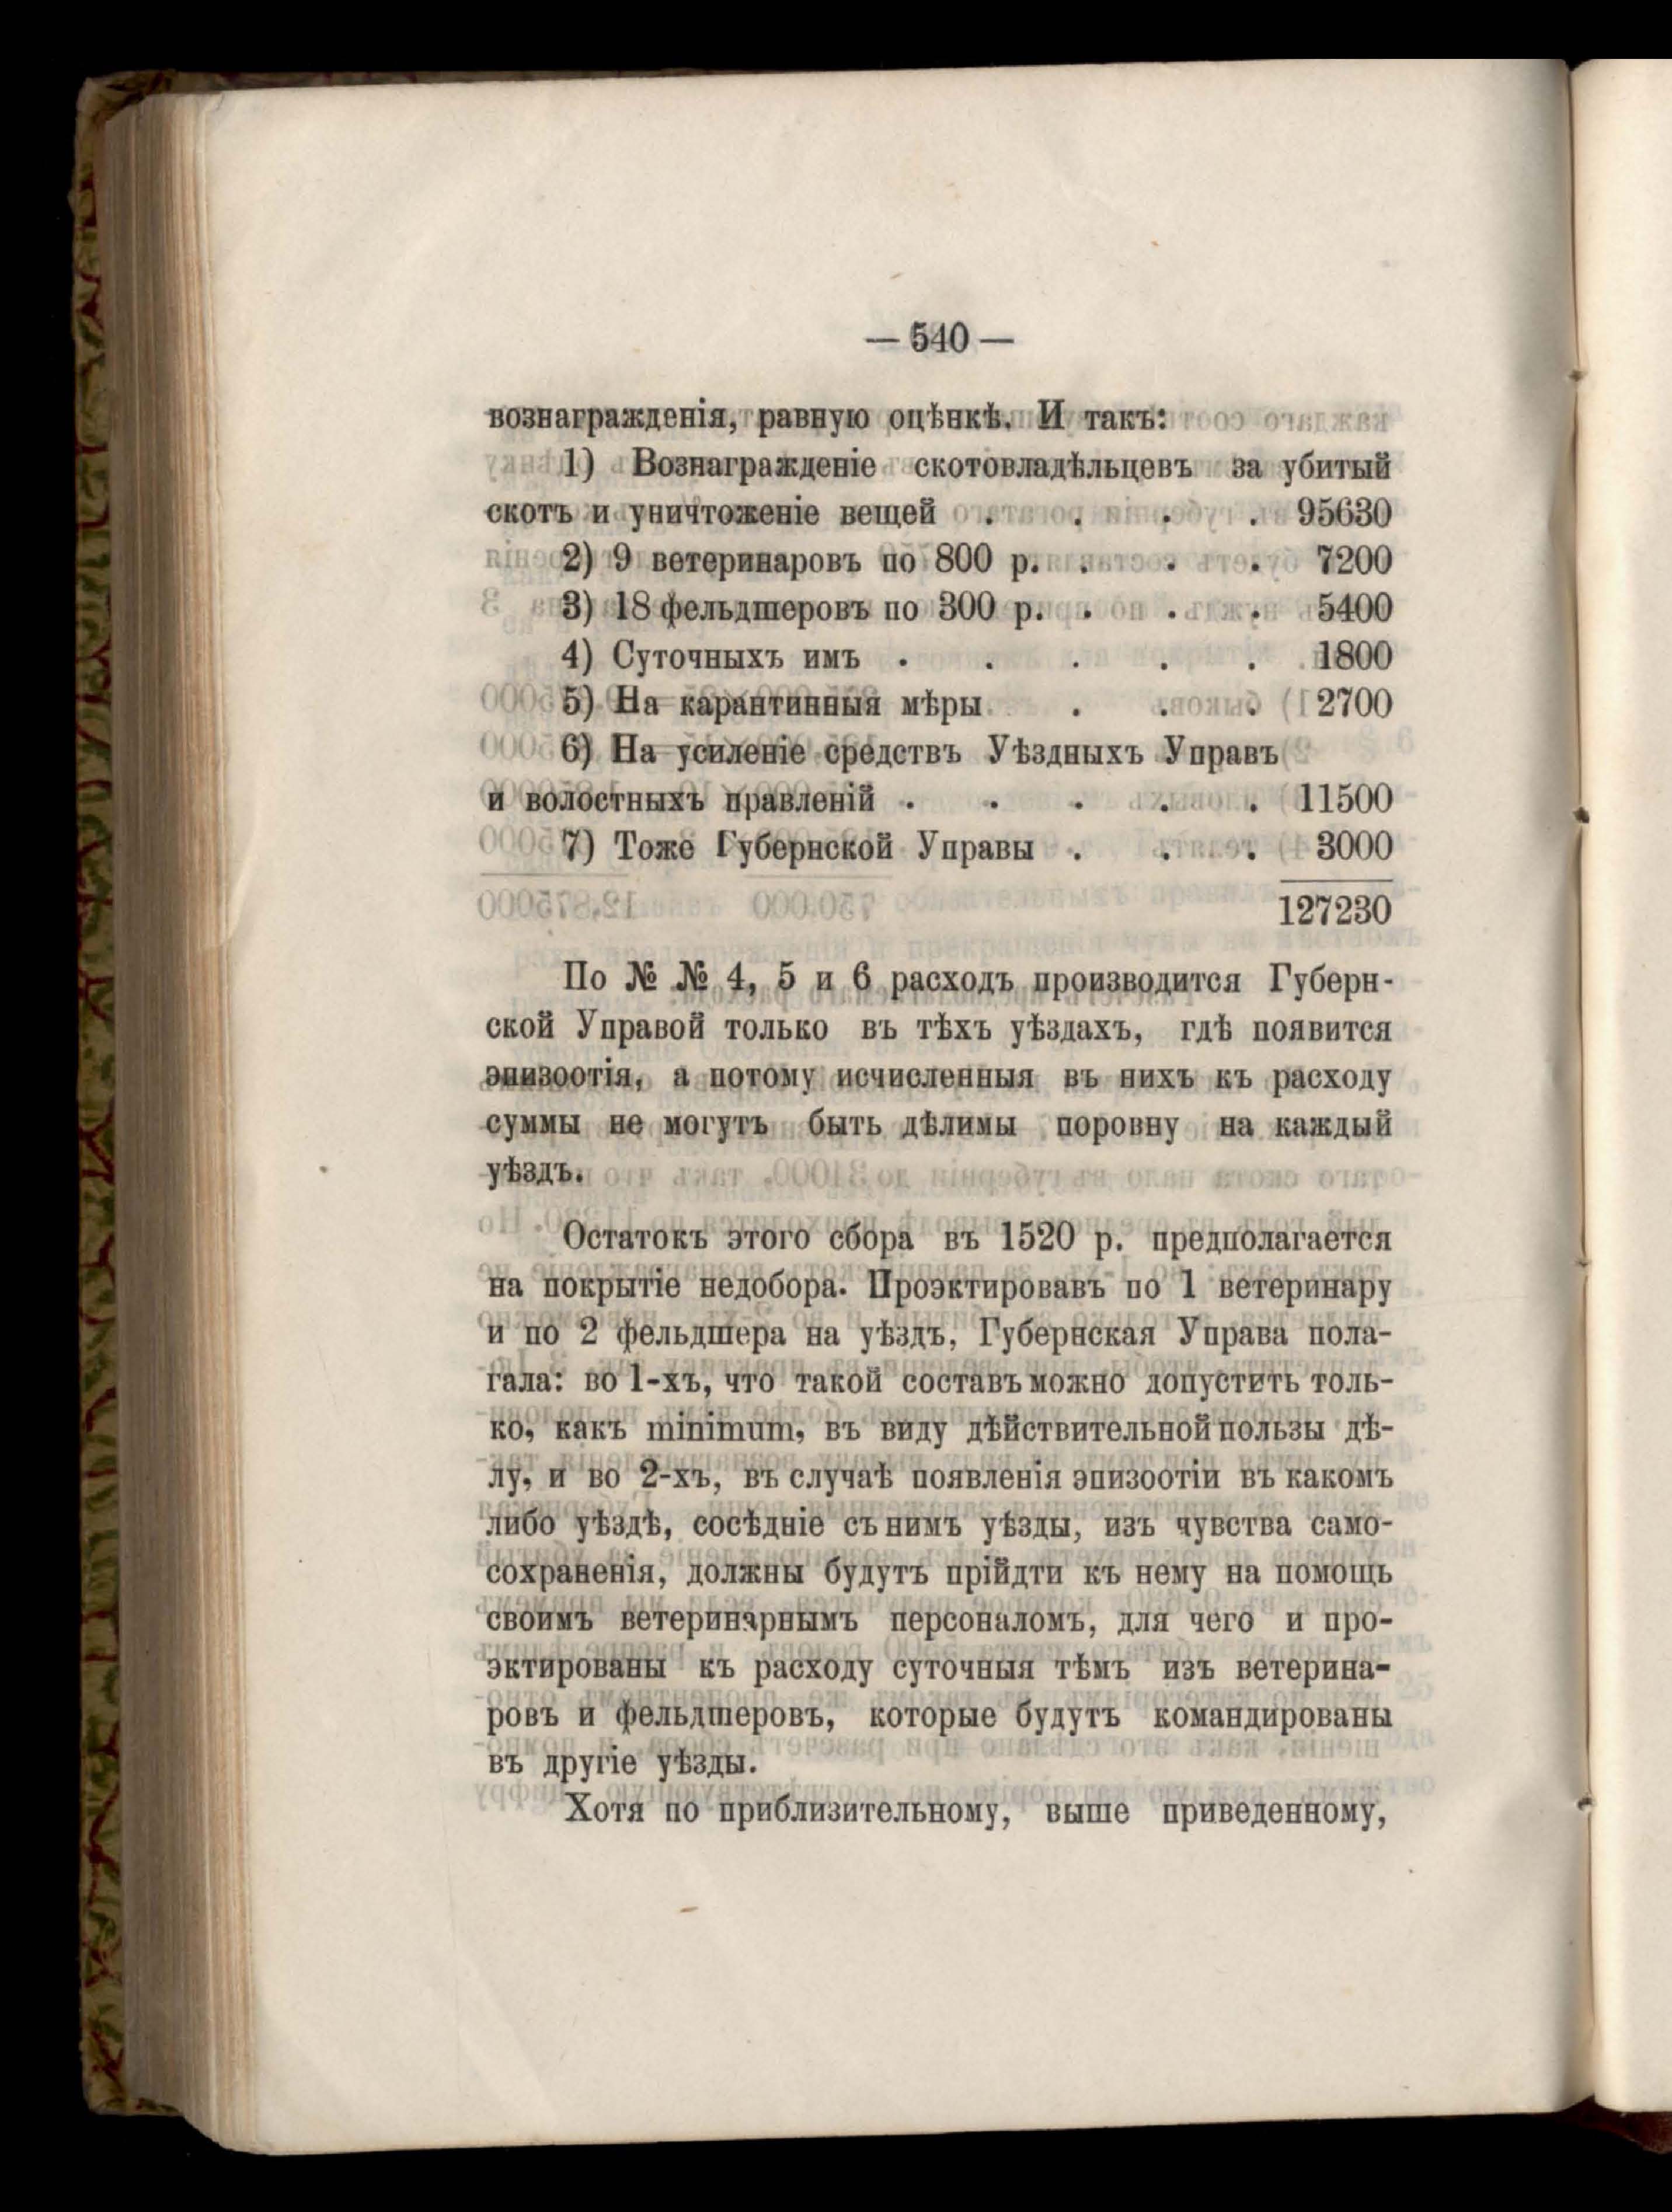 — 540 —
вознагражденія, равную оцѣнкѣ. И такъ:
1) Вознагражденіе скотовладѣльцевъ за убитый
скотъ и уничтоженіе вещей . . . . 95630
2) 9 ветеринаровъ по 800 р. . . . 7200
3) 18 фельдшеровъ по 300 р. . . . 5400
4) Суточныхъ имъ . . . . . 1800
5) На карантинныя мѣры . . . 2700
6) На усиленіе средствъ Уѣздныхъ Управъ
и волостныхъ правленій . . . . . 11500
7) Тоже Губернской Управы . . . 3000
127230
По № № 4, 5 и 6 расходъ производится Губерн-
ской Управой только въ тѣхъ уѣздахъ, гдѣ появится
эпизоотія, а потому исчисленныя въ нихъ къ расходу
суммы не могутъ быть дѣлимы поровну на каждый
уѣздъ.
Остатокъ этого сбора въ 1520 р. предполагается
на покрытіе недобора. Проэктировавъ по 1 ветеринару
и по 2 фельдшера на уѣздъ, Губернская Управа пола-
гала: во 1-хъ, что такой составъ можно допустить толь-
ко, какъ minimum, въ виду дѣйствительной пользы дѣ-
лу, и во 2-хъ, въ случаѣ появленія эпизоотіи въ какомъ
либо уѣздѣ, сосѣдніе съ нимъ уѣзды, изъ чувства само-
сохраненія, должны будутъ прійдти къ нему на помощь
своимъ ветеринарнымъ персоналомъ, для чего и про-
эктированы къ расходу суточныя тѣмъ изъ ветерина-
ровъ и фельдшеровъ, которые будутъ командированы
въ другіе уѣзды.
Хотя по приблизительному, выше приведенному,